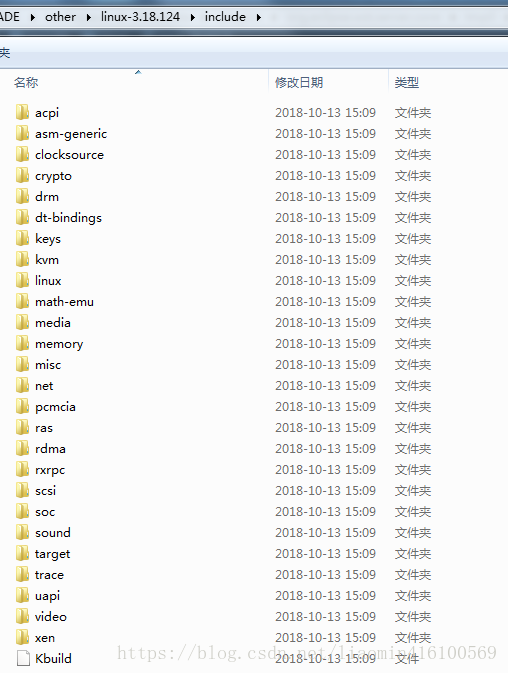 ADE ▸ other ▸ linux-3.18.124 ▸ include ▸
夹
名称 修改日期 类型
acpi 2018-10-13 15:09 文件夹
asm-generic 2018-10-13 15:09 文件夹
clocksource 2018-10-13 15:09 文件夹
crypto 2018-10-13 15:09 文件夹
drm 2018-10-13 15:09 文件夹
dt-bindings 2018-10-13 15:09 文件夹
keys 2018-10-13 15:09 文件夹
kvm 2018-10-13 15:09 文件夹
linux 2018-10-13 15:09 文件夹
math-emu 2018-10-13 15:09 文件夹
media 2018-10-13 15:09 文件夹
memory 2018-10-13 15:09 文件夹
misc 2018-10-13 15:09 文件夹
net 2018-10-13 15:09 文件夹
pcmcia 2018-10-13 15:09 文件夹
ras 2018-10-13 15:09 文件夹
rdma 2018-10-13 15:09 文件夹
rxrpc 2018-10-13 15:09 文件夹
scsi 2018-10-13 15:09 文件夹
soc 2018-10-13 15:09 文件夹
sound 2018-10-13 15:09 文件夹
target 2018-10-13 15:09 文件夹
trace 2018-10-13 15:09 文件夹
uapi 2018-10-13 15:09 文件夹
video 2018-10-13 15:09 文件夹
xen 2018-10-13 15:09 文件夹
Kbuild 2018-10-13 15:09 文件
https://blog.csdn.net/liaomin416100569